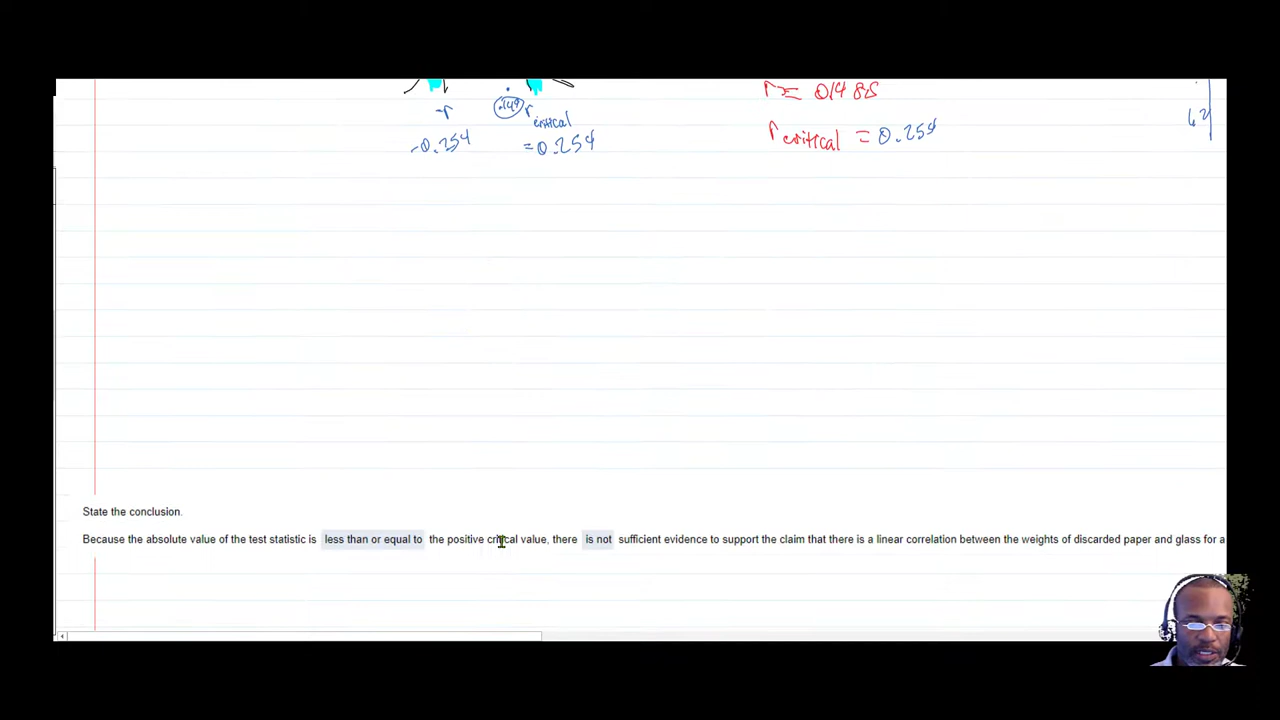 r = 0.1485
.149
-r
r critical
-0.254
= 0.254
r critical = 0.254
62
State the conclusion.
Because the absolute value of the test statistic is less than or equal to the positive critical value, there is not sufficient evidence to support the claim that there is a linear correlation between the weights of discarded paper and glass for a